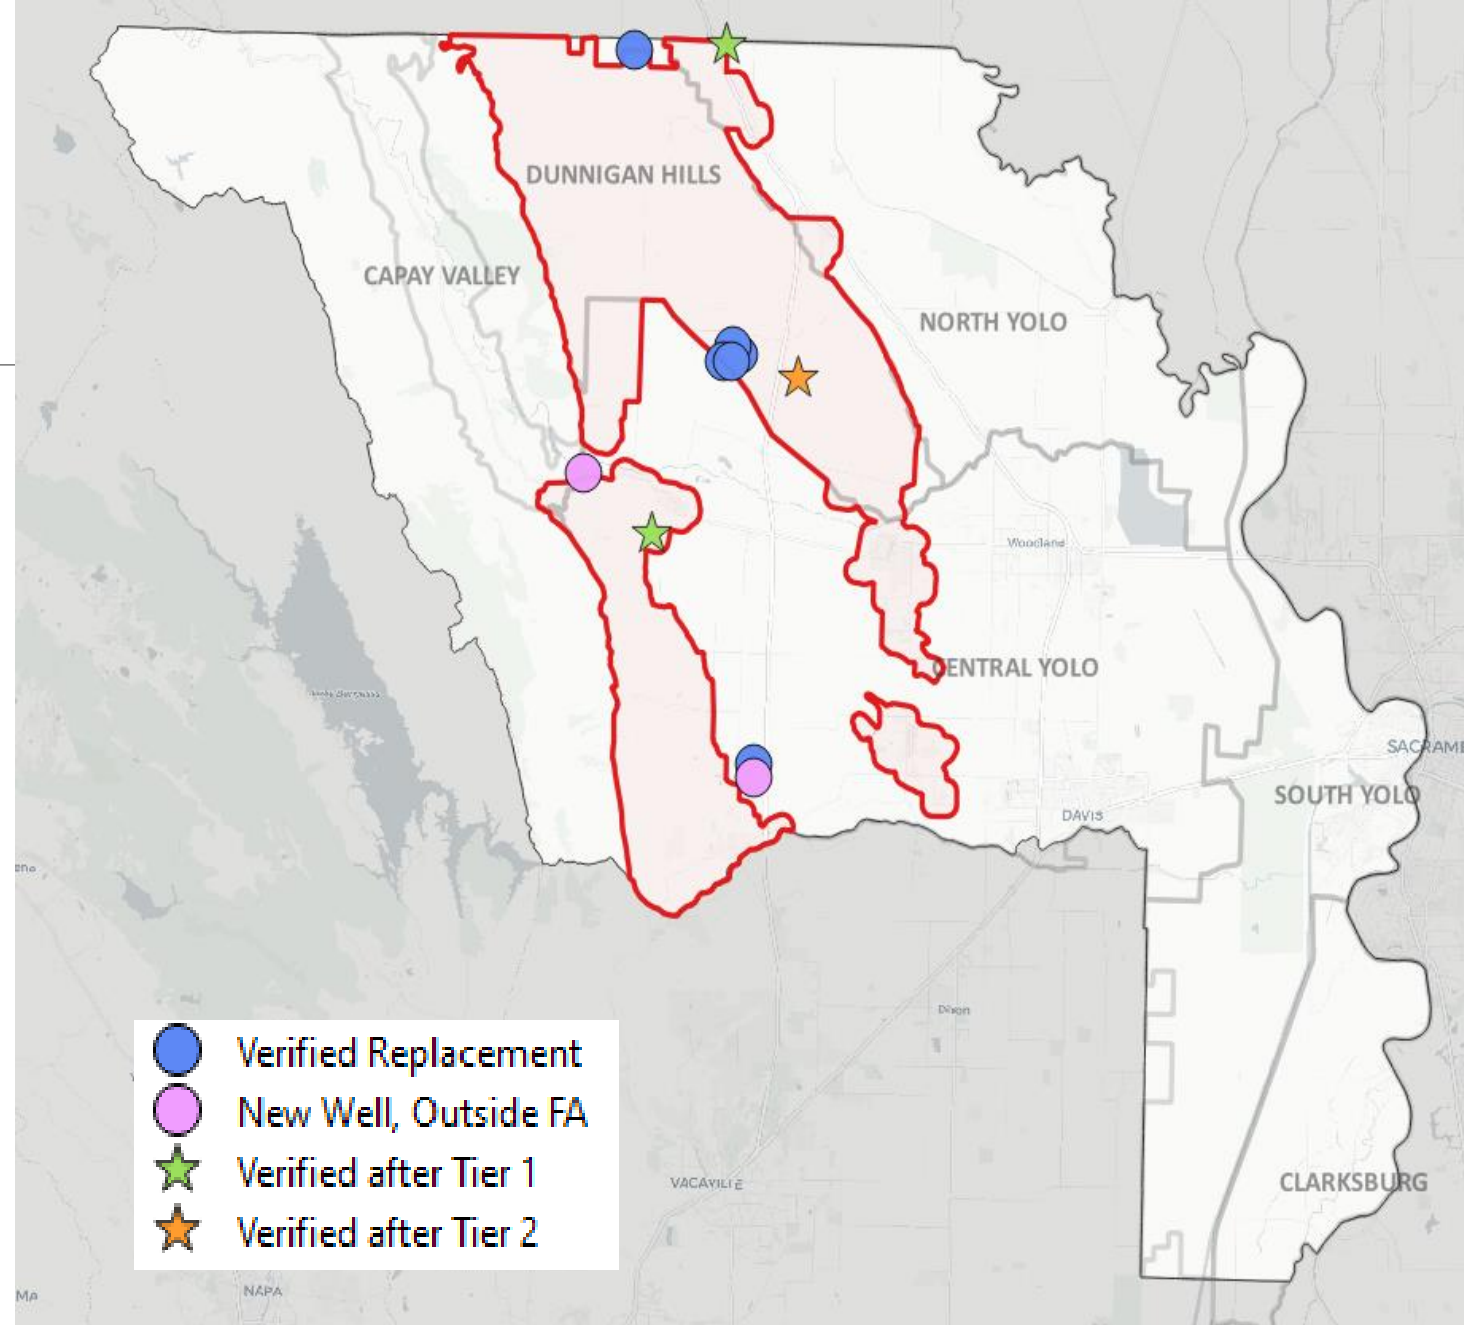 DUNNIGAN HILLS
CAPAY VALLEY
NORTH YOLO
Woodland
CENTRAL YOLO
SACRAME
SOUTH YOLO
DAVIS
Dixon
Verified Replacement
New Well, Outside FA
Verified after Tier 1
Verified after Tier 2
VACAVILLE
CLARKSBURG
NAPA
MA